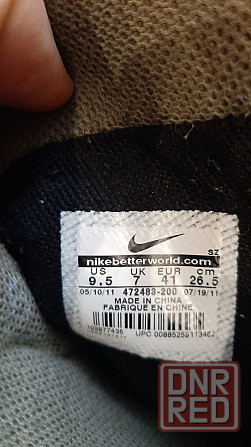 SZ
nikebetterworld.com
US UK EUR cm
9.5 7 41 26.5
05/10/11 472483-200 07/19/11
MADE IN CHINA
FABRIQUE EN CHINE
UPC 00885259113462
DNR
RED